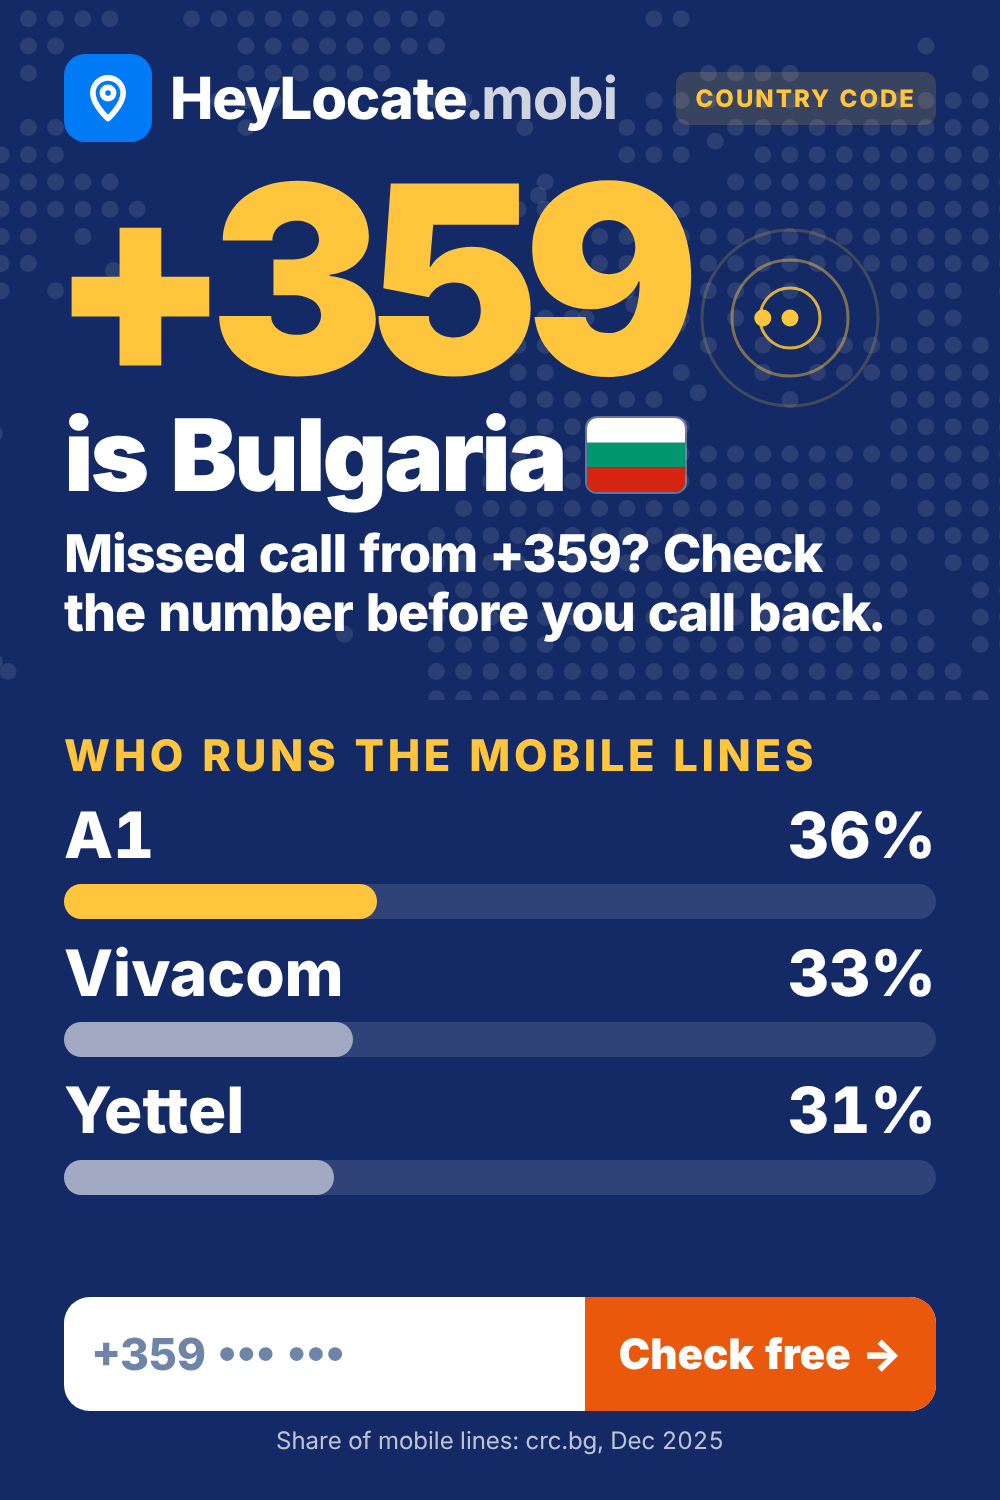 HeyLocate.mobi
COUNTRY CODE
+359
is Bulgaria
Missed call from +359? Check
the number before you call back.
WHO RUNS THE MOBILE LINES
A1 36%
Vivacom 33%
Yettel 31%
+359 ••• •••
Check free →
Share of mobile lines: crc.bg, Dec 2025